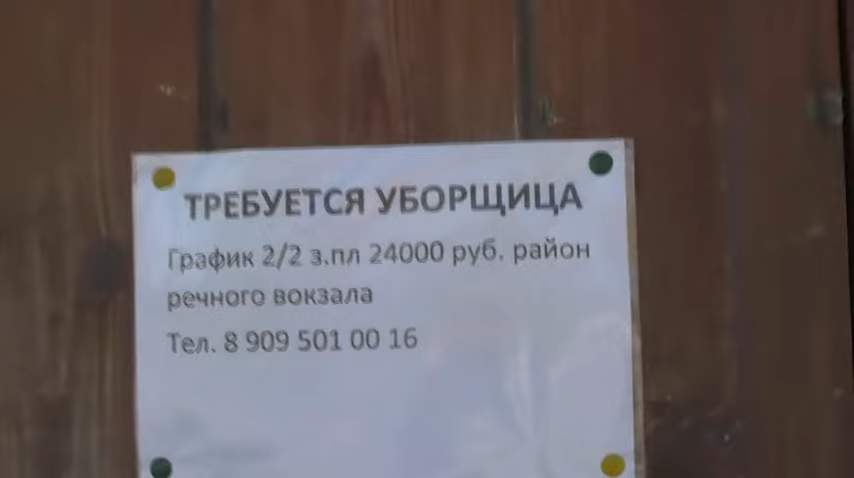 ТРЕБУЕТСЯ УБОРЩИЦА
График 2/2 з.пл 24000 руб. район
речного вокзала
Тел. 8 909 501 00 16